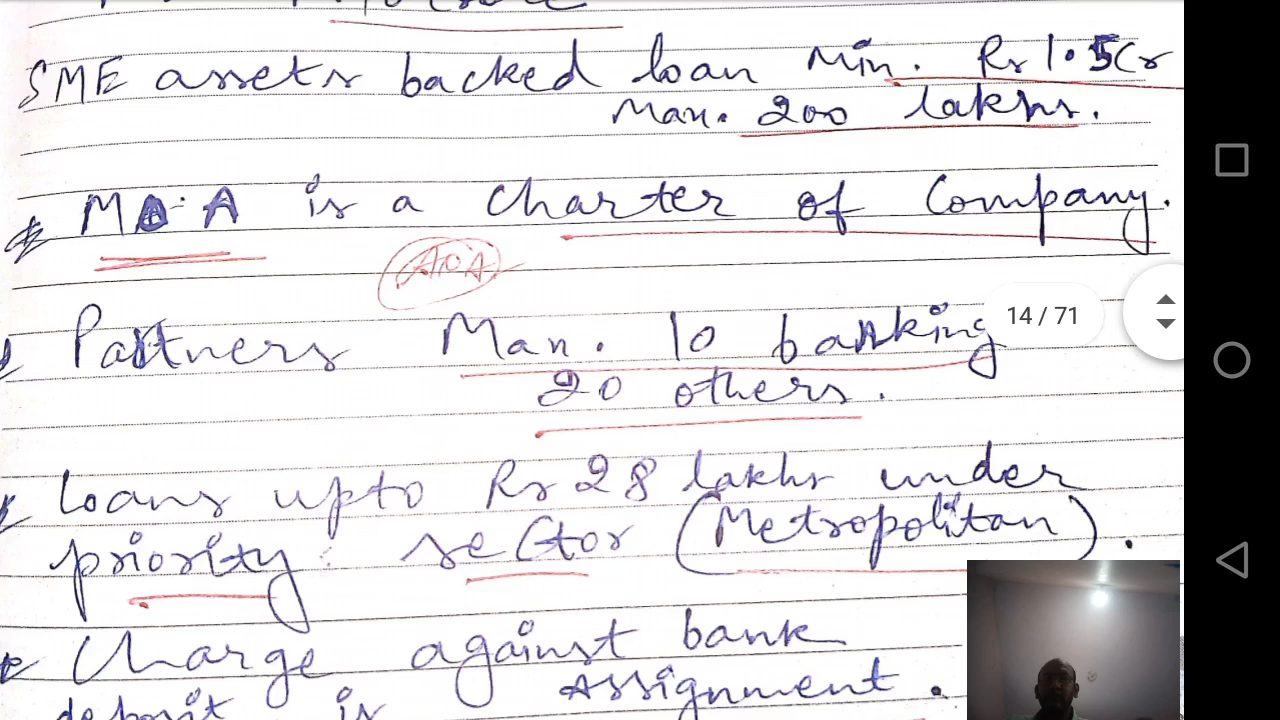 SME assets backed loan Min. Rs 1.5 Cr
Max. 200 lakhs.
MOA is a Charter of Company.
AOA
Partners Max. 10 banking
14 / 71
20 others.
loans upto Rs 28 lakhs under
priority sector (Metropolitan).
Charge against bank
deposit is Assignment.